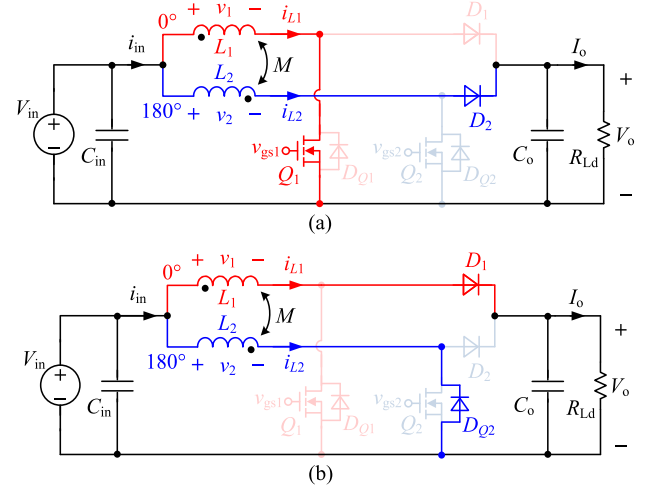 0° + v1 − iL1 D1
iin L1 M Io
L2 +
Vin 180° + v2 − iL2 D2
+ − Cin vgs1 Q1 DQ1 vgs2 Q2 DQ2 Co RLd Vo
−
(a)
0° + v1 − iL1 D1
iin L1 M Io
L2 +
Vin 180° + v2 − iL2 D2
+ − Cin vgs1 Q1 DQ1 vgs2 Q2 DQ2 Co RLd Vo
−
(b)